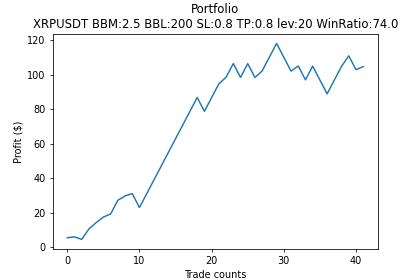 Portfolio
XRPUSDT BBM:2.5 BBL:200 SL:0.8 TP:0.8 lev:20 WinRatio:74.0
120
100
80
60
40
20
0
Profit ($)
0 10 20 30 40
Trade counts